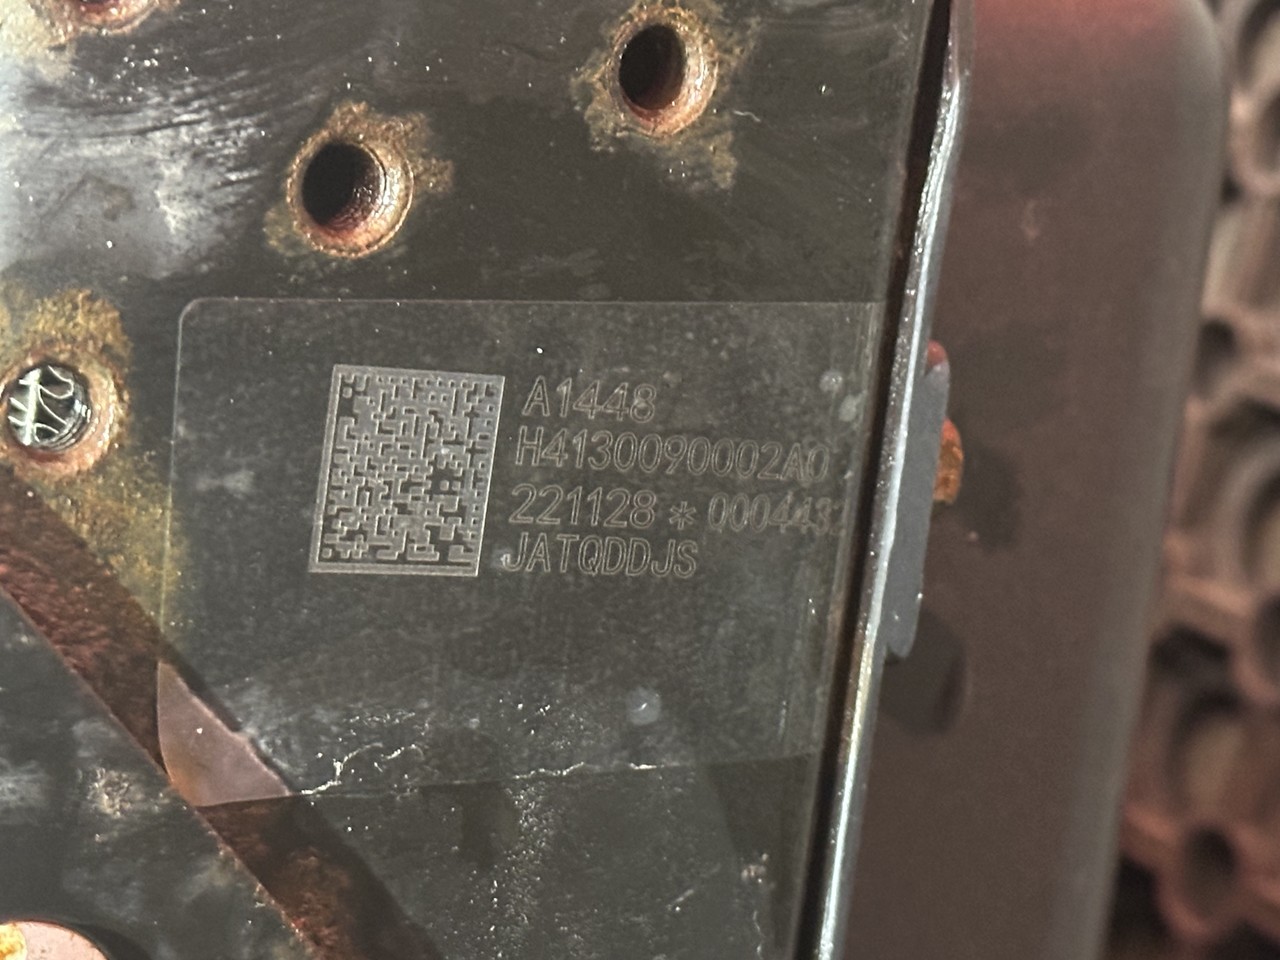 A1448
H4130090002A0
221128 * 000443
JATQDDJS